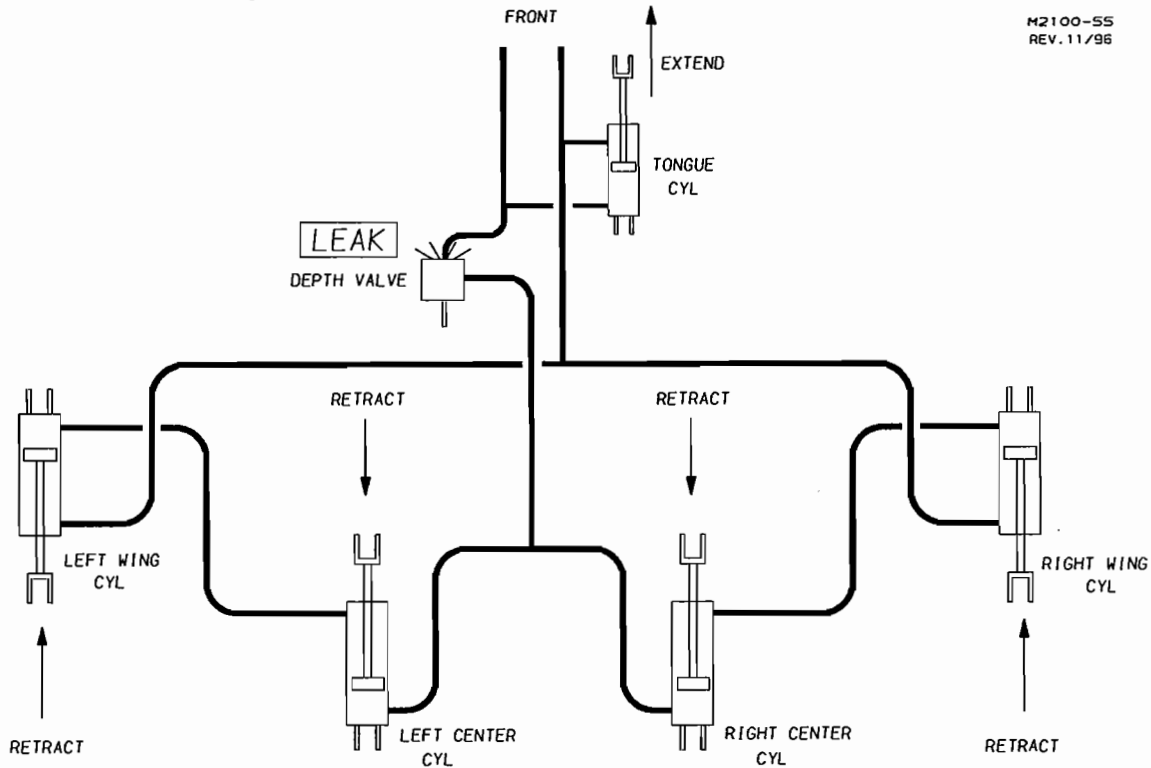 FRONT
M2100-55
REV.11/96
EXTEND
TONGUE
CYL
LEAK
DEPTH VALVE
RETRACT
RETRACT
LEFT WING
CYL
RIGHT WING
CYL
RETRACT
LEFT CENTER
CYL
RIGHT CENTER
CYL
RETRACT